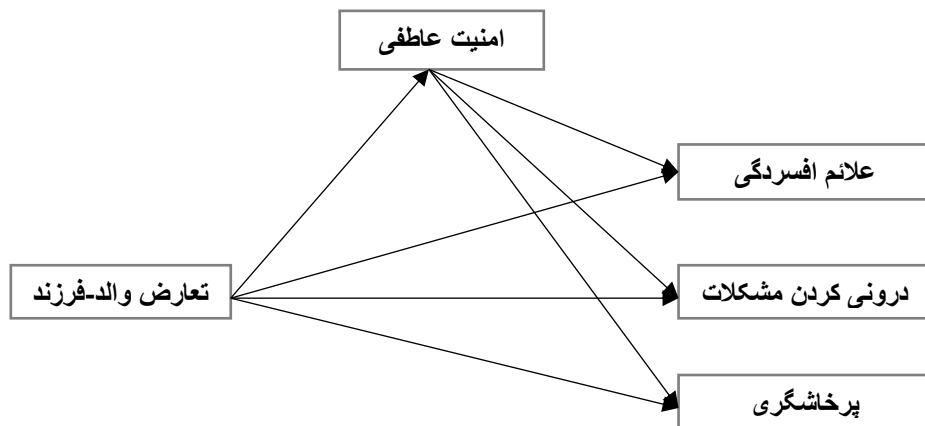 امنیت عاطفی
علائم افسردگی
تعارض والد-فرزند
درونی کردن مشکلات
پرخاشگری